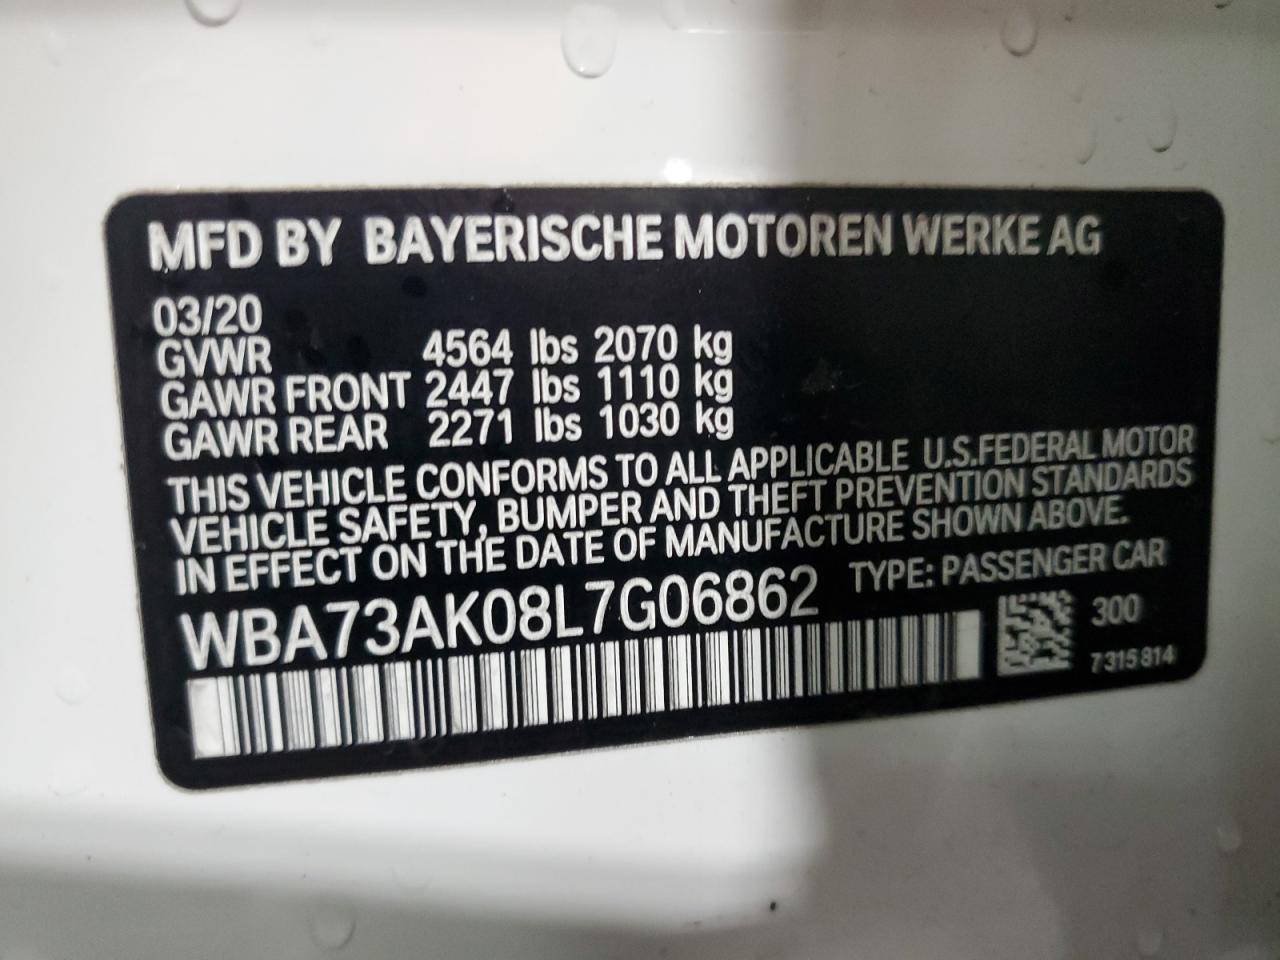 MFD BY BAYERISCHE MOTOREN WERKE AG
03/20
GVWR 4564 lbs 2070 kg
GAWR FRONT 2447 lbs 1110 kg
GAWR REAR 2271 lbs 1030 kg
THIS VEHICLE CONFORMS TO ALL APPLICABLE U.S.FEDERAL MOTOR
VEHICLE SAFETY, BUMPER AND THEFT PREVENTION STANDARDS
IN EFFECT ON THE DATE OF MANUFACTURE SHOWN ABOVE.
WBA73AK08L7G06862 TYPE: PASSENGER CAR
300
7315814